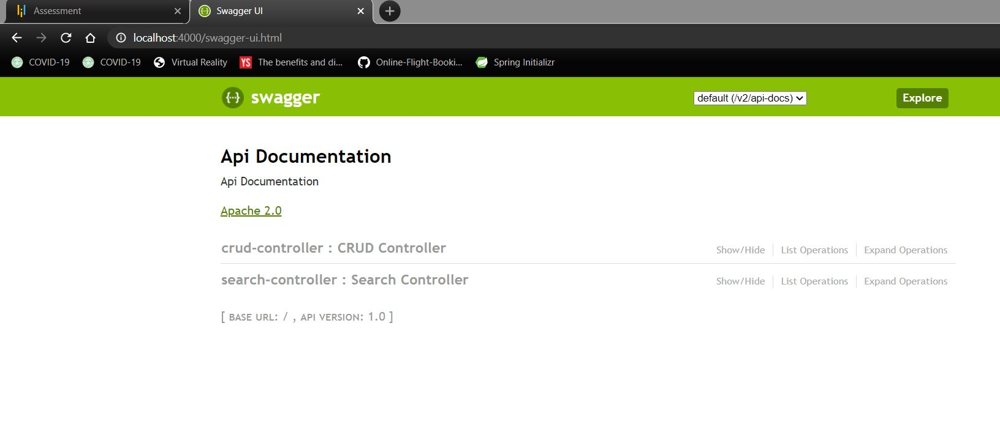 Assessment
Swagger UI
localhost:4000/swagger-ui.html
COVID-19 COVID-19 Virtual Reality YS The benefits and di... Online-Flight-Booki... Spring Initializr
{...} swagger default (/v2/api-docs) Explore
Api Documentation
Api Documentation
Apache 2.0
crud-controller : CRUD Controller Show/Hide List Operations Expand Operations
search-controller : Search Controller Show/Hide List Operations Expand Operations
[ BASE URL: / , API VERSION: 1.0 ]